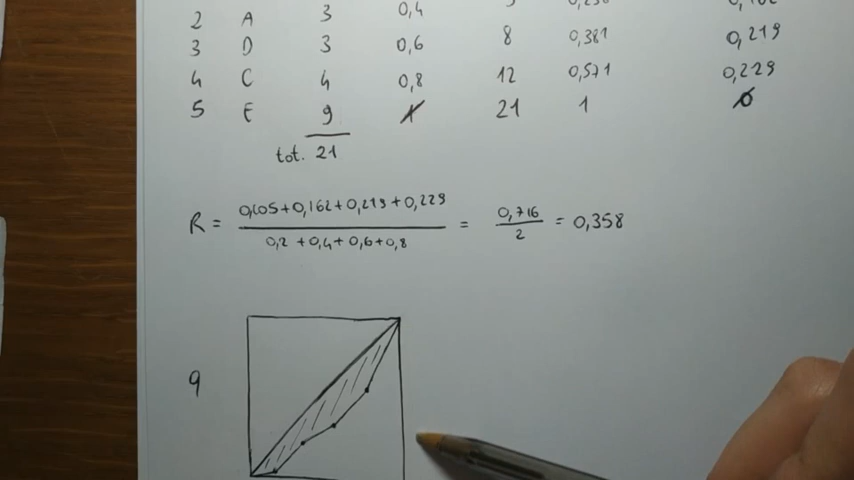 2 A 3 0,4
3 D 3 0,6 8 0,381 0,219
4 C 4 0,8 12 0,571 0,229
5 E 9 1 21 1 0
tot. 21
R = 0,105+0,162+0,219+0,229 = 0,716 = 0,358
0,2 + 0,4 + 0,6 + 0,8 2
9